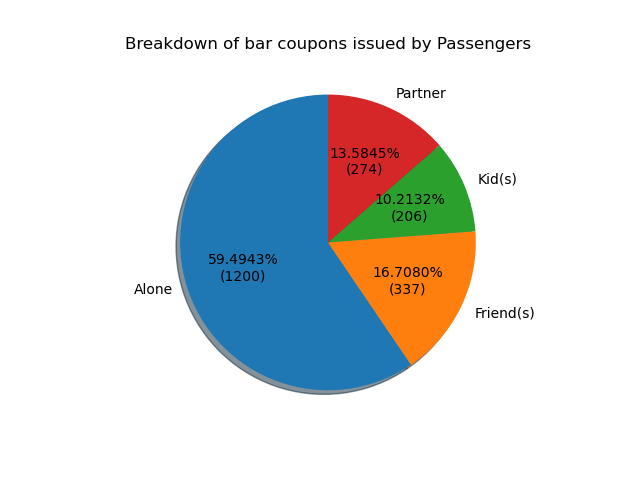 Breakdown of bar coupons issued by Passengers
Partner
13.5845%
(274)
Kid(s)
10.2132%
(206)
59.4943%
(1200)
Alone
16.7080%
(337)
Friend(s)